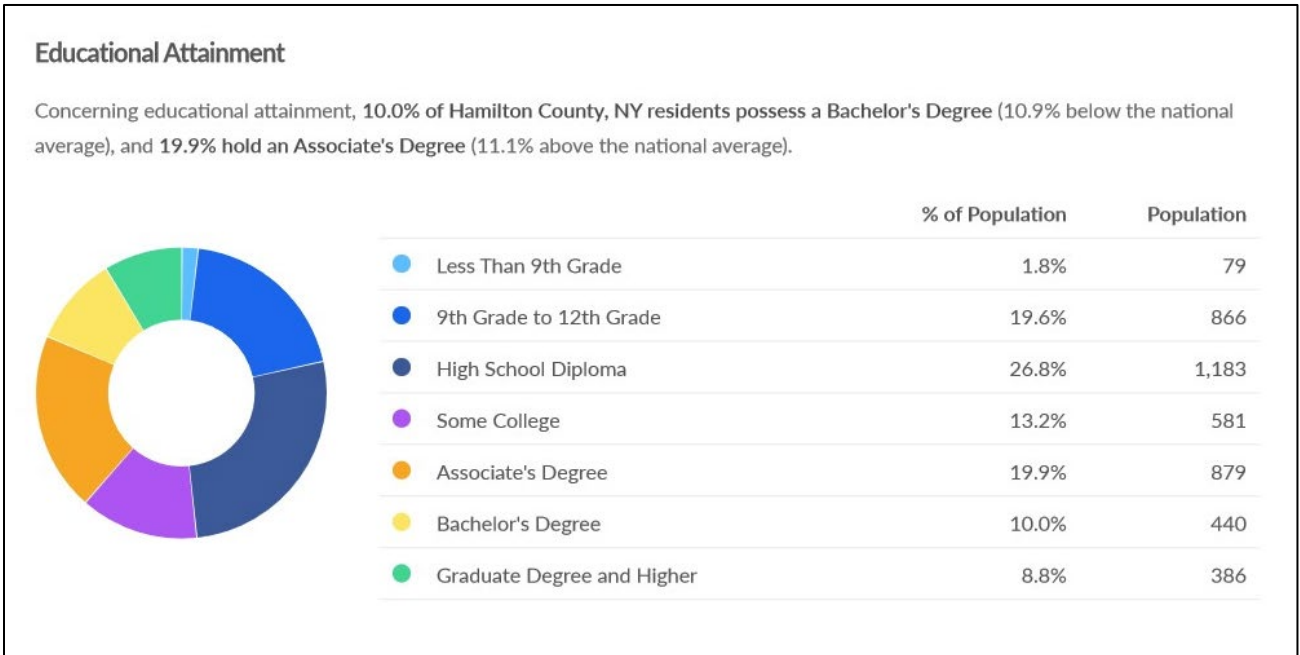 Educational Attainment
Concerning educational attainment, 10.0% of Hamilton County, NY residents possess a Bachelor's Degree (10.9% below the national
average), and 19.9% hold an Associate's Degree (11.1% above the national average).
% of Population Population
Less Than 9th Grade 1.8% 79
9th Grade to 12th Grade 19.6% 866
High School Diploma 26.8% 1,183
Some College 13.2% 581
Associate's Degree 19.9% 879
Bachelor's Degree 10.0% 440
Graduate Degree and Higher 8.8% 386